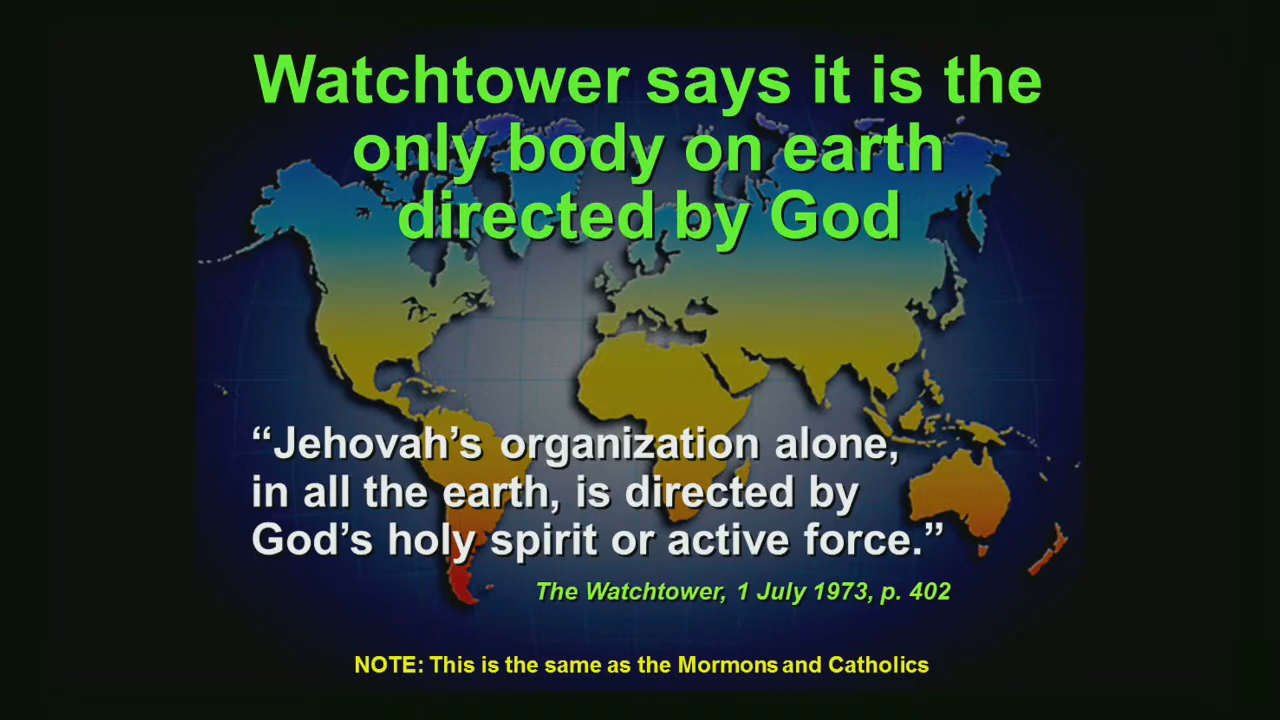 Watchtower says it is the
only body on earth
directed by God
“Jehovah’s organization alone,
in all the earth, is directed by
God’s holy spirit or active force.”
The Watchtower, 1 July 1973, p. 402
NOTE: This is the same as the Mormons and Catholics